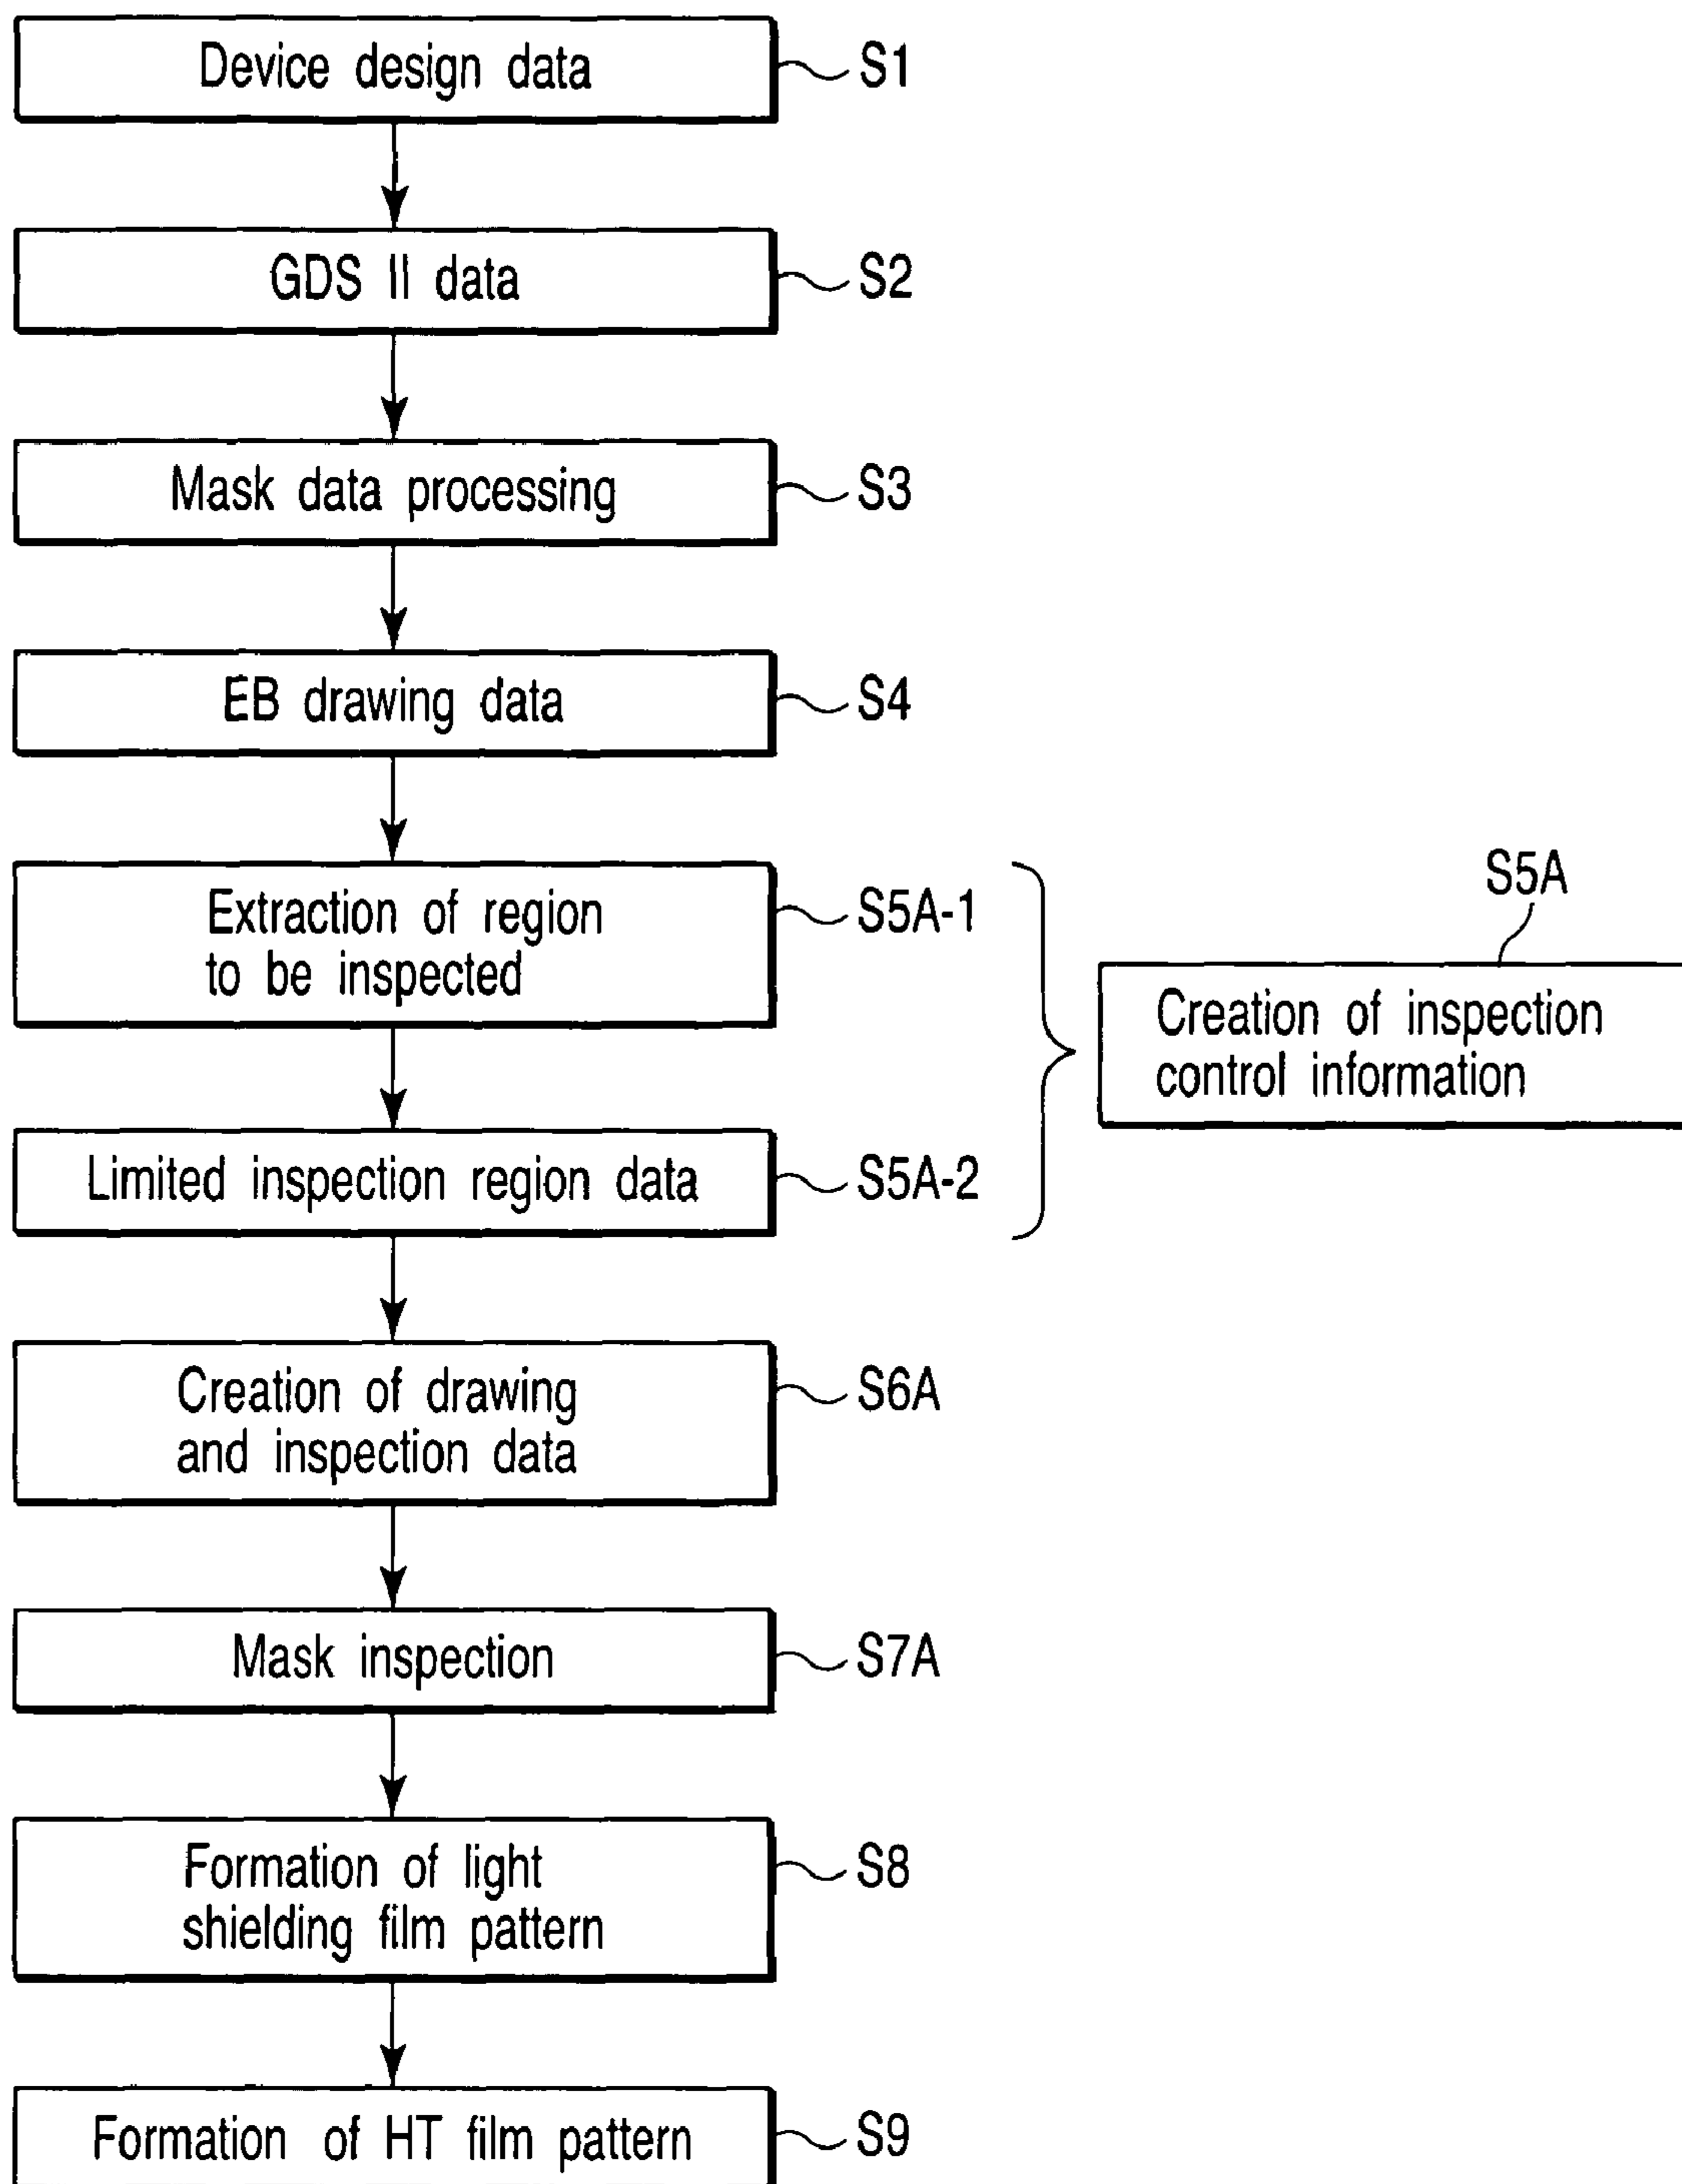 Device design data
S1
GDS II data
S2
Mask data processing
S3
EB drawing data
S4
Extraction of region
to be inspected
S5A-1
Limited inspection region data
S5A-2
S5A
Creation of inspection
control information
Creation of drawing
and inspection data
S6A
Mask inspection
S7A
Formation of light
shielding film pattern
S8
Formation of HT film pattern
S9